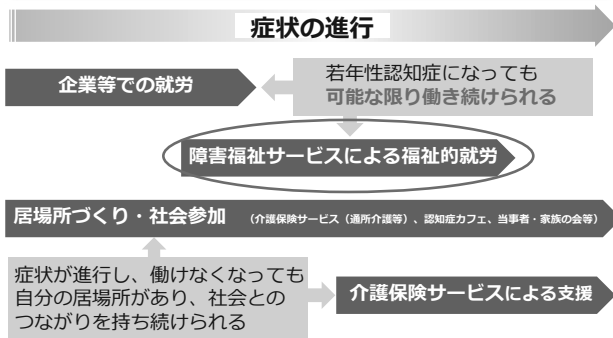 症状の進行
企業等での就労
若年性認知症になっても
可能な限り働き続けられる
障害福祉サービスによる福祉的就労
居場所づくり・社会参加 (介護保険サービス（通所介護等）、認知症カフェ、当事者・家族の会等)
症状が進行し、働けなくなっても
自分の居場所があり、社会との
つながりを持ち続けられる
介護保険サービスによる支援